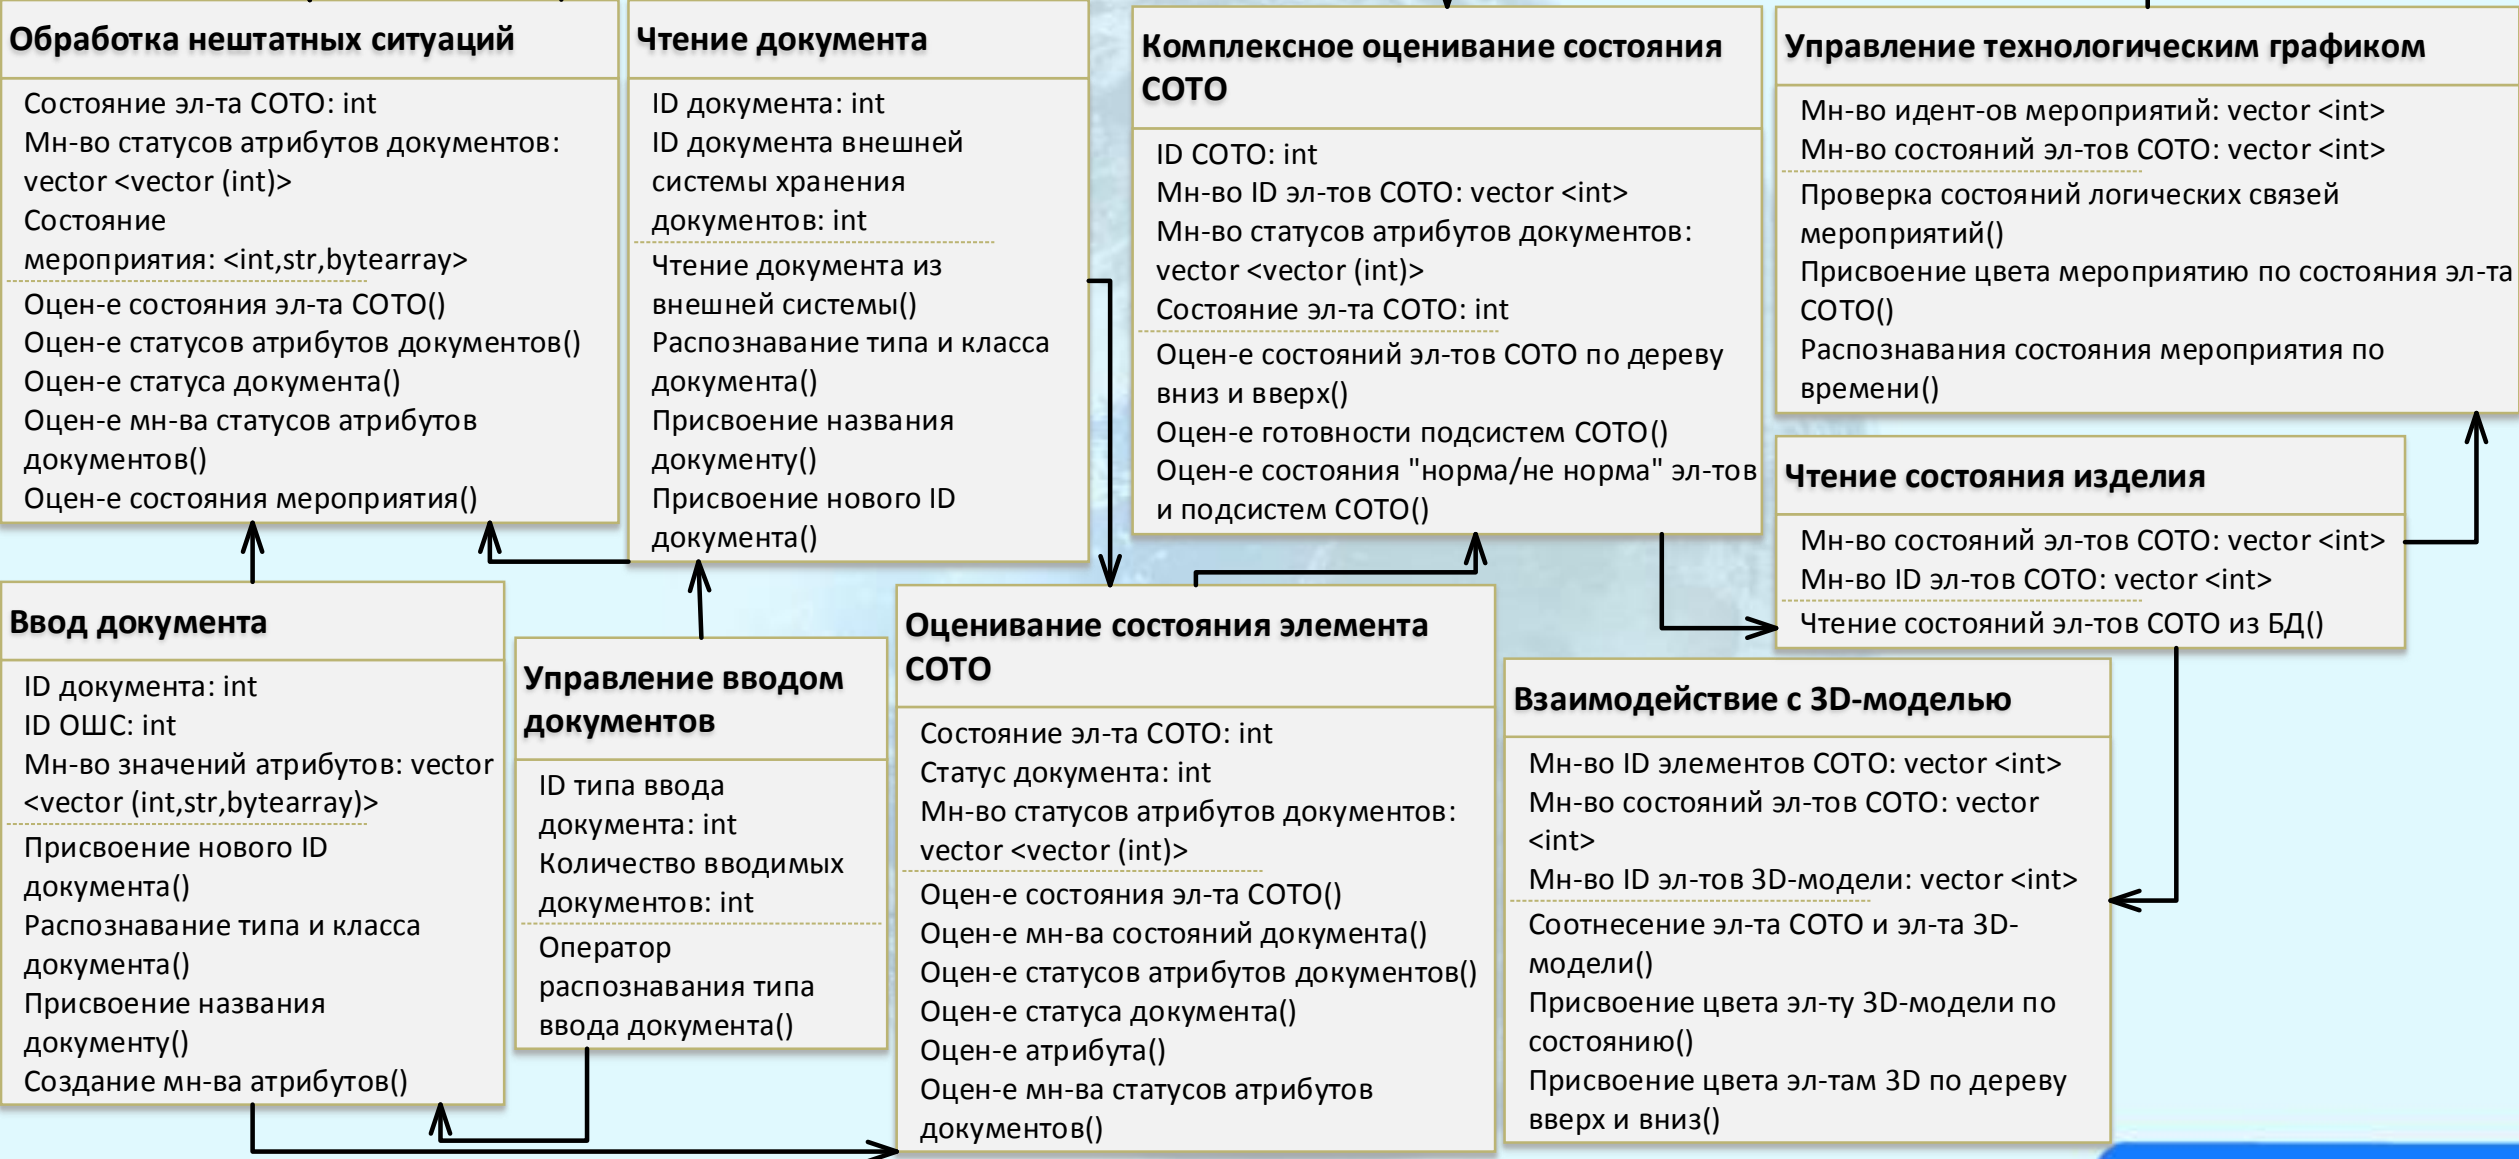 Обработка нештатных ситуаций
Состояние эл-та СОТО: int
Мн-во статусов атрибутов документов:
vector <vector (int)>
Состояние
мероприятия: <int,str,bytearray>
Оцен-е состояния эл-та СОТО()
Оцен-е статусов атрибутов документов()
Оцен-е статуса документа()
Оцен-е мн-ва статусов атрибутов
документов()
Оцен-е состояния мероприятия()
Чтение документа
ID документа: int
ID документа внешней
системы хранения
документов: int
Чтение документа из
внешней системы()
Распознавание типа и класса
документа()
Присвоение названия
документу()
Присвоение нового ID
документа()
Комплексное оценивание состояния
СОТО
ID СОТО: int
Мн-во ID эл-тов СОТО: vector <int>
Мн-во статусов атрибутов документов:
vector <vector (int)>
Состояние эл-та СОТО: int
Оцен-е состояний эл-тов СОТО по дереву
вниз и вверх()
Оцен-е готовности подсистем СОТО()
Оцен-е состояния "норма/не норма" эл-тов
и подсистем СОТО()
Управление технологическим графиком
Мн-во идент-ов мероприятий: vector <int>
Мн-во состояний эл-тов СОТО: vector <int>
Проверка состояний логических связей
мероприятий()
Присвоение цвета мероприятию по состояния эл-та
СОТО()
Распознавания состояния мероприятия по
времени()
Чтение состояния изделия
Мн-во состояний эл-тов СОТО: vector <int>
Мн-во ID эл-тов СОТО: vector <int>
Чтение состояний эл-тов СОТО из БД()
Ввод документа
ID документа: int
ID ОШС: int
Мн-во значений атрибутов: vector
<vector (int,str,bytearray)>
Присвоение нового ID
документа()
Распознавание типа и класса
документа()
Присвоение названия
документу()
Создание мн-ва атрибутов()
Управление вводом
документов
ID типа ввода
документа: int
Количество вводимых
документов: int
Оператор
распознавания типа
ввода документа()
Оценивание состояния элемента
СОТО
Состояние эл-та СОТО: int
Статус документа: int
Мн-во статусов атрибутов документов:
vector <vector (int)>
Оцен-е состояния эл-та СОТО()
Оцен-е мн-ва состояний документа()
Оцен-е статусов атрибутов документов()
Оцен-е статуса документа()
Оцен-е атрибута()
Оцен-е мн-ва статусов атрибутов
документов()
Взаимодействие с 3D-моделью
Мн-во ID элементов СОТО: vector <int>
Мн-во состояний эл-тов СОТО: vector
<int>
Мн-во ID эл-тов 3D-модели: vector <int>
Соотнесение эл-та СОТО и эл-та 3D-
модели()
Присвоение цвета эл-ту 3D-модели по
состоянию()
Присвоение цвета эл-там 3D по дереву
вверх и вниз()